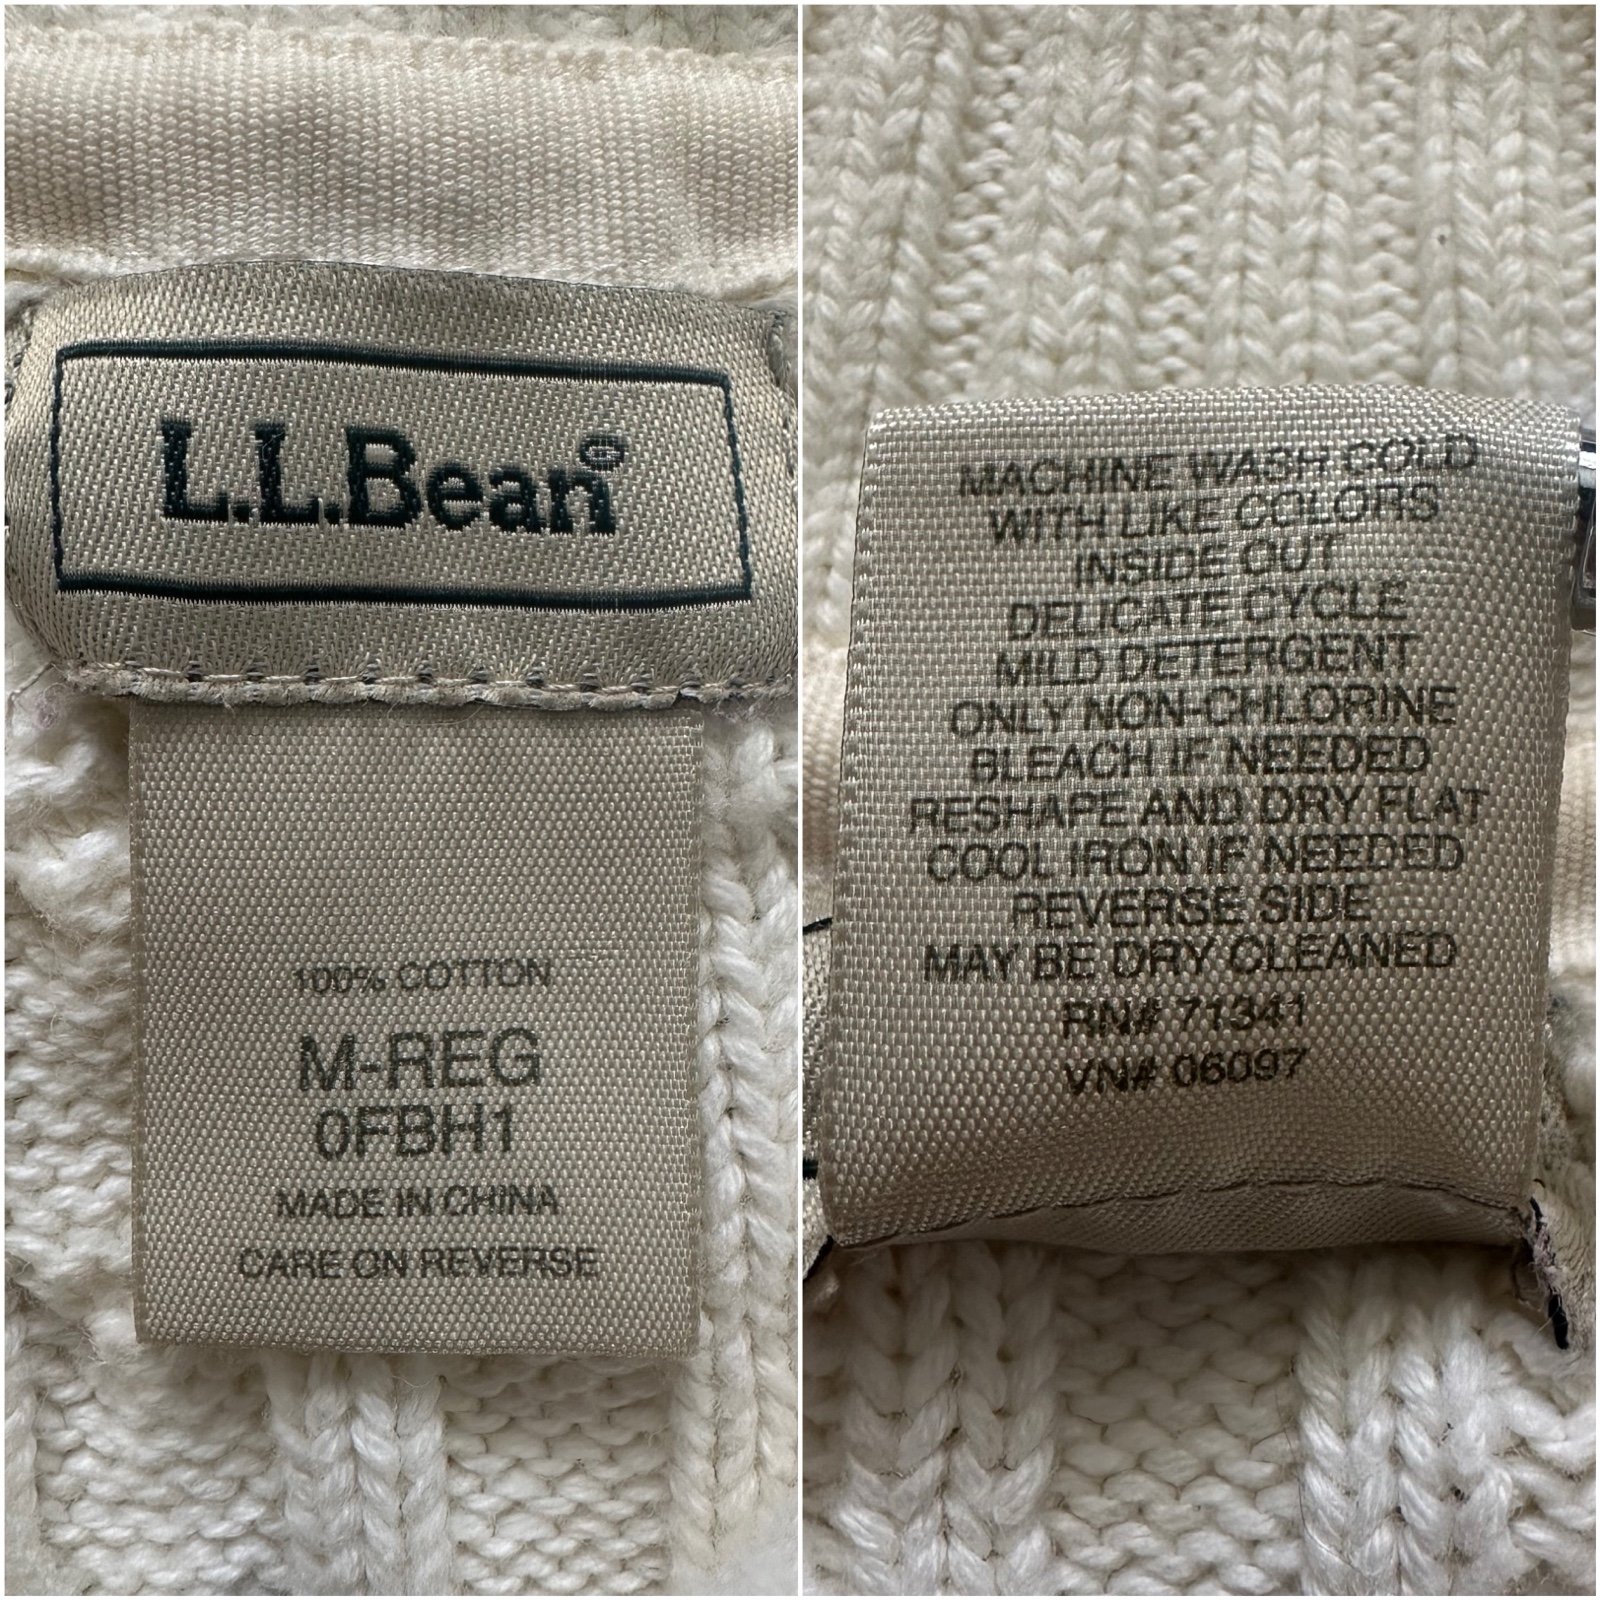 L.L.Bean®
100% COTTON
M-REG
0FBH1
MADE IN CHINA
CARE ON REVERSE
MACHINE WASH COLD
WITH LIKE COLORS
INSIDE OUT
DELICATE CYCLE
MILD DETERGENT
ONLY NON-CHLORINE
BLEACH IF NEEDED
RESHAPE AND DRY FLAT
COOL IRON IF NEEDED
REVERSE SIDE
MAY BE DRY CLEANED
RN# 71341
VN# 06097